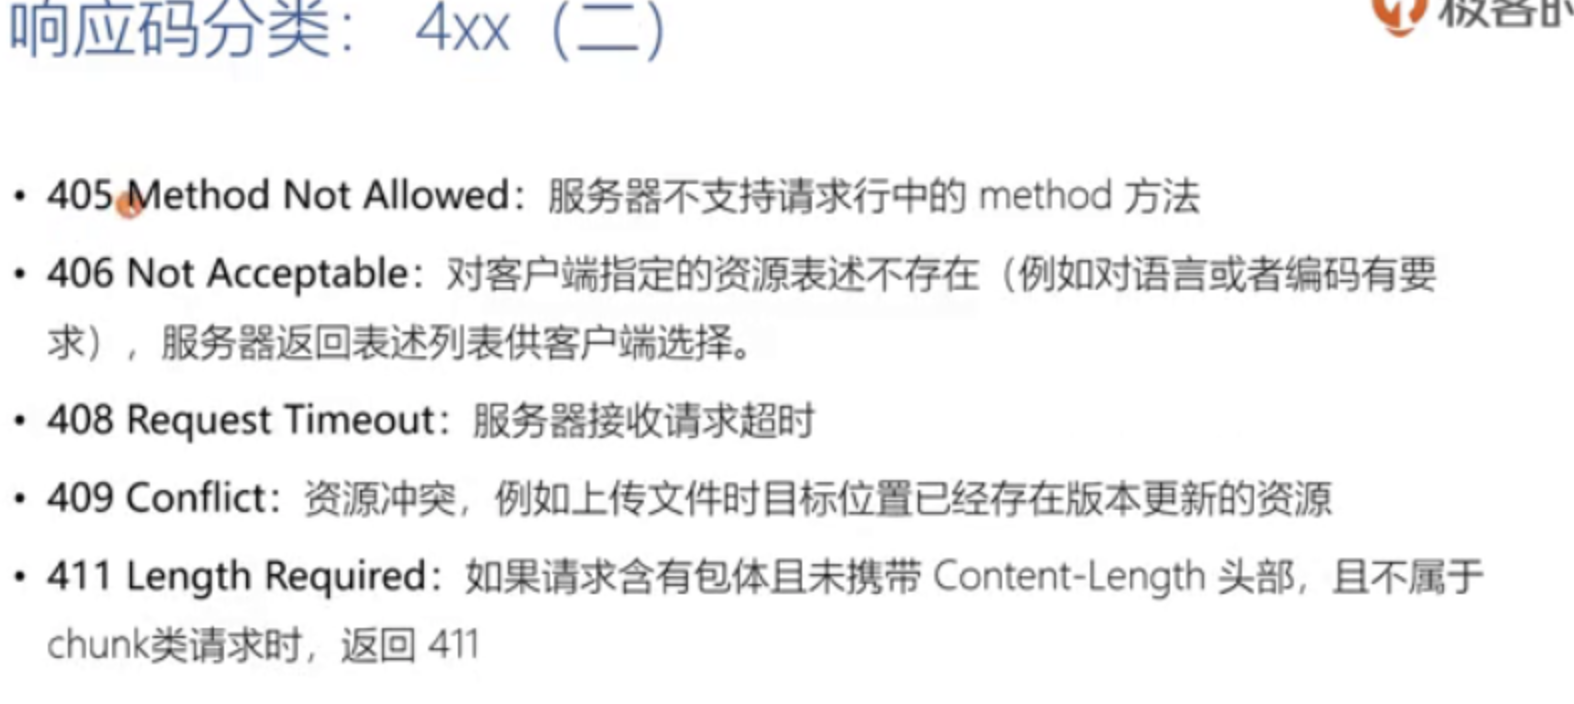 响应码分类： 4xx（二）
极客时
• 405 Method Not Allowed：服务器不支持请求行中的 method 方法
• 406 Not Acceptable：对客户端指定的资源表述不存在（例如对语言或者编码有要
求），服务器返回表述列表供客户端选择。
• 408 Request Timeout：服务器接收请求超时
• 409 Conflict：资源冲突，例如上传文件时目标位置已经存在版本更新的资源
• 411 Length Required：如果请求含有包体且未携带 Content-Length 头部，且不属于
chunk类请求时，返回 411